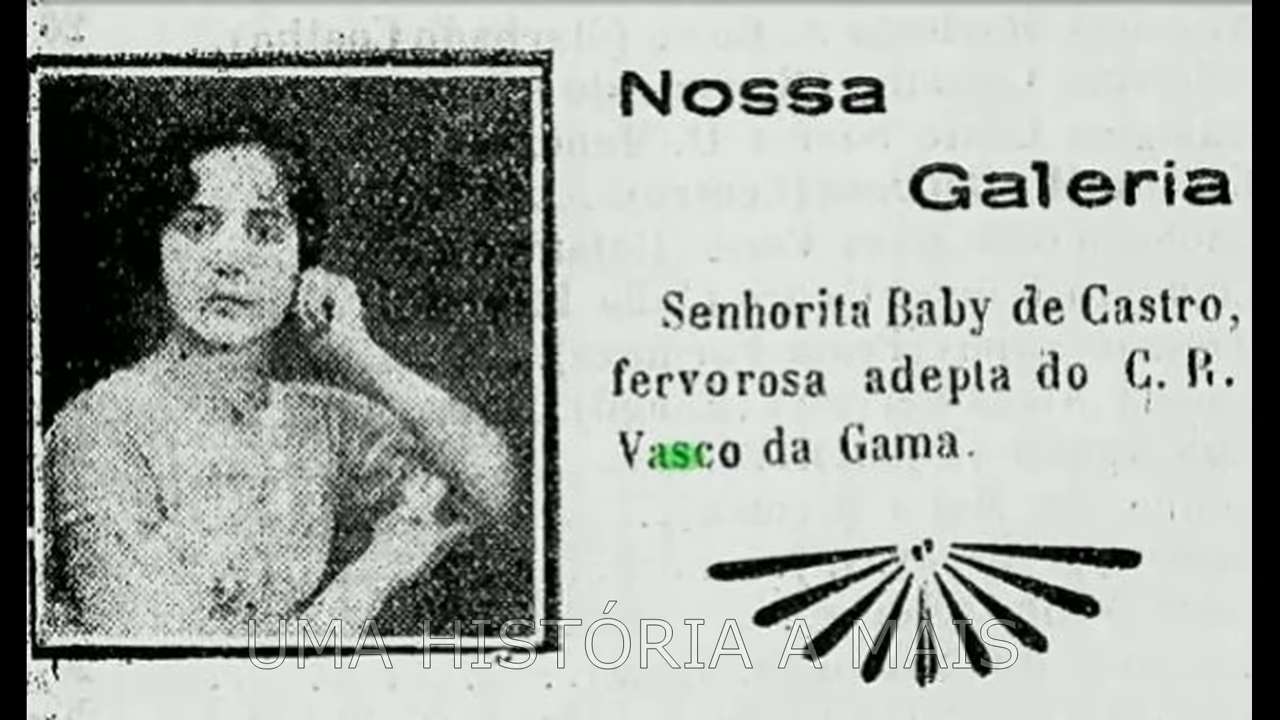 Nossa
Galeria
Senhorita Baby de Castro,
fervorosa adepta do C. R.
Vasco da Gama.
UMA HISTÓRIA A MAIS